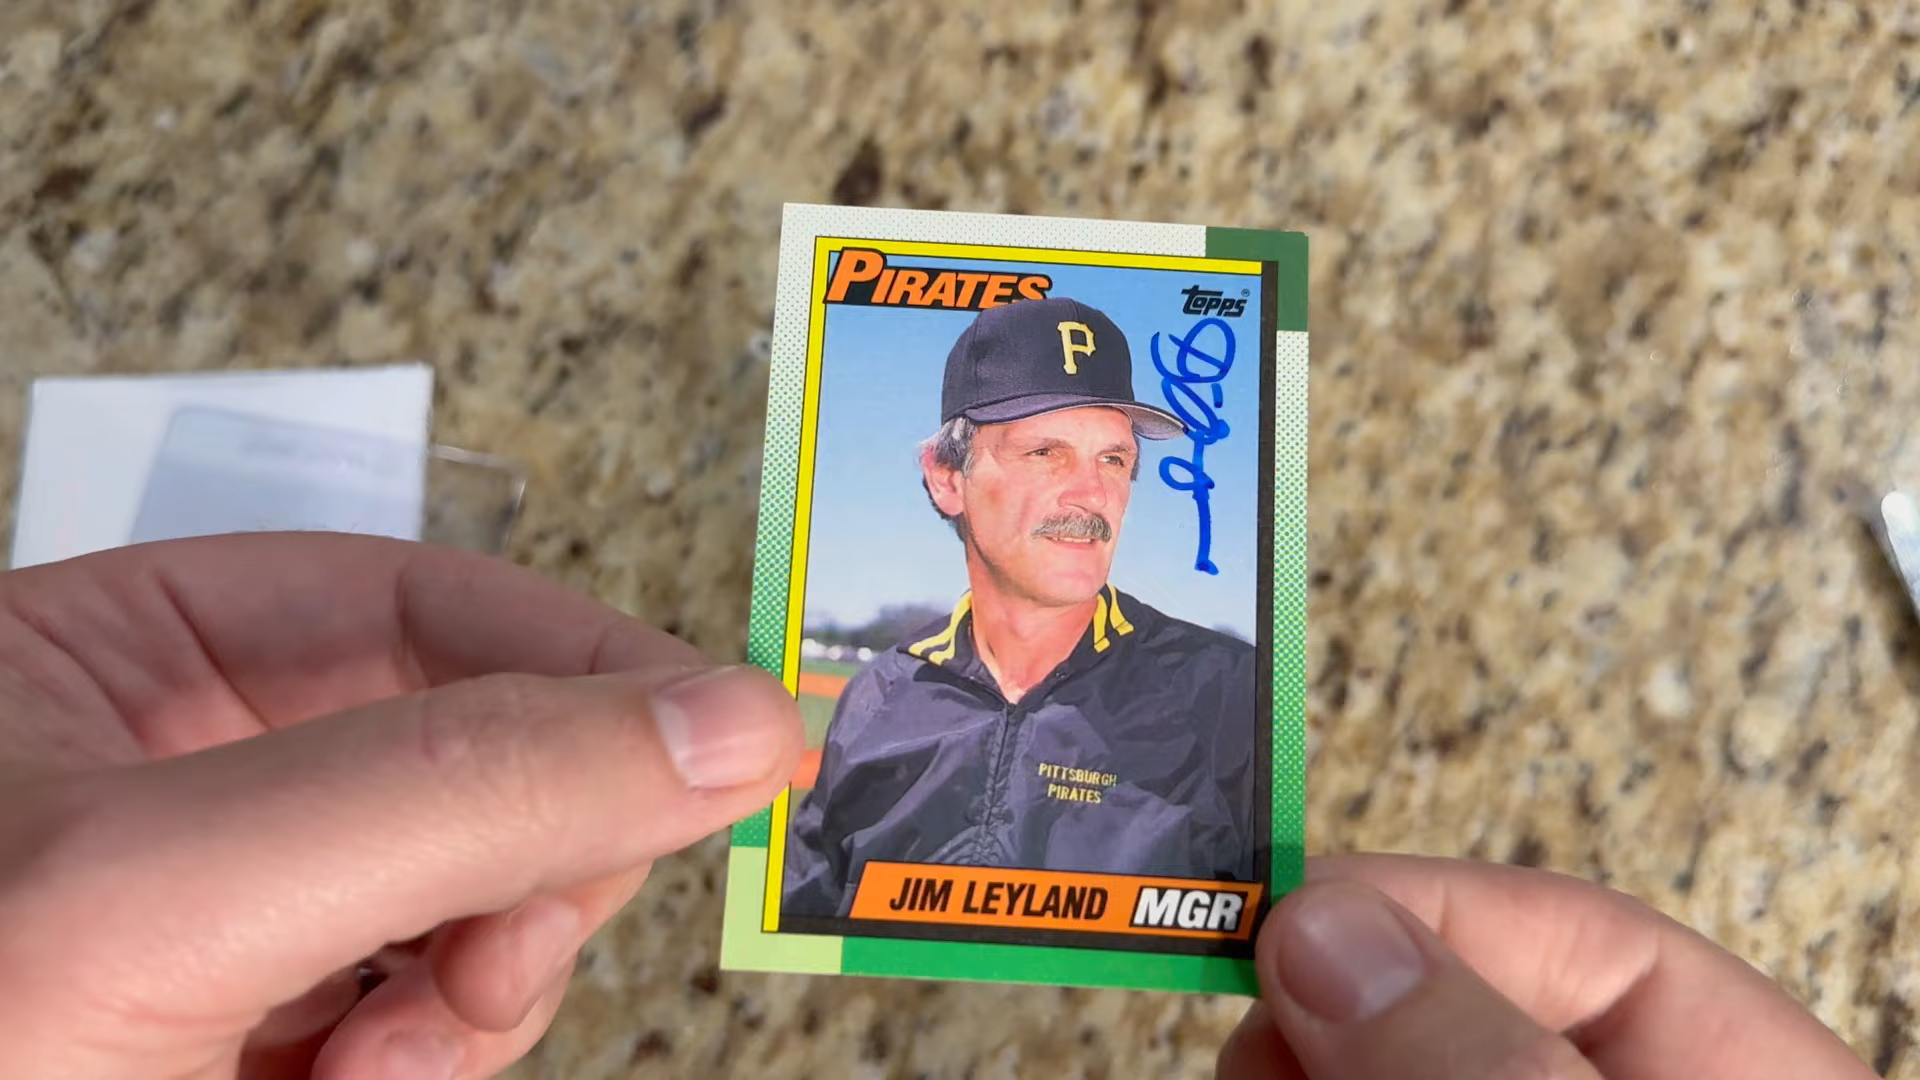 PIRATES
topps®
P
PITTSBURGH
PIRATES
JIM LEYLAND MGR